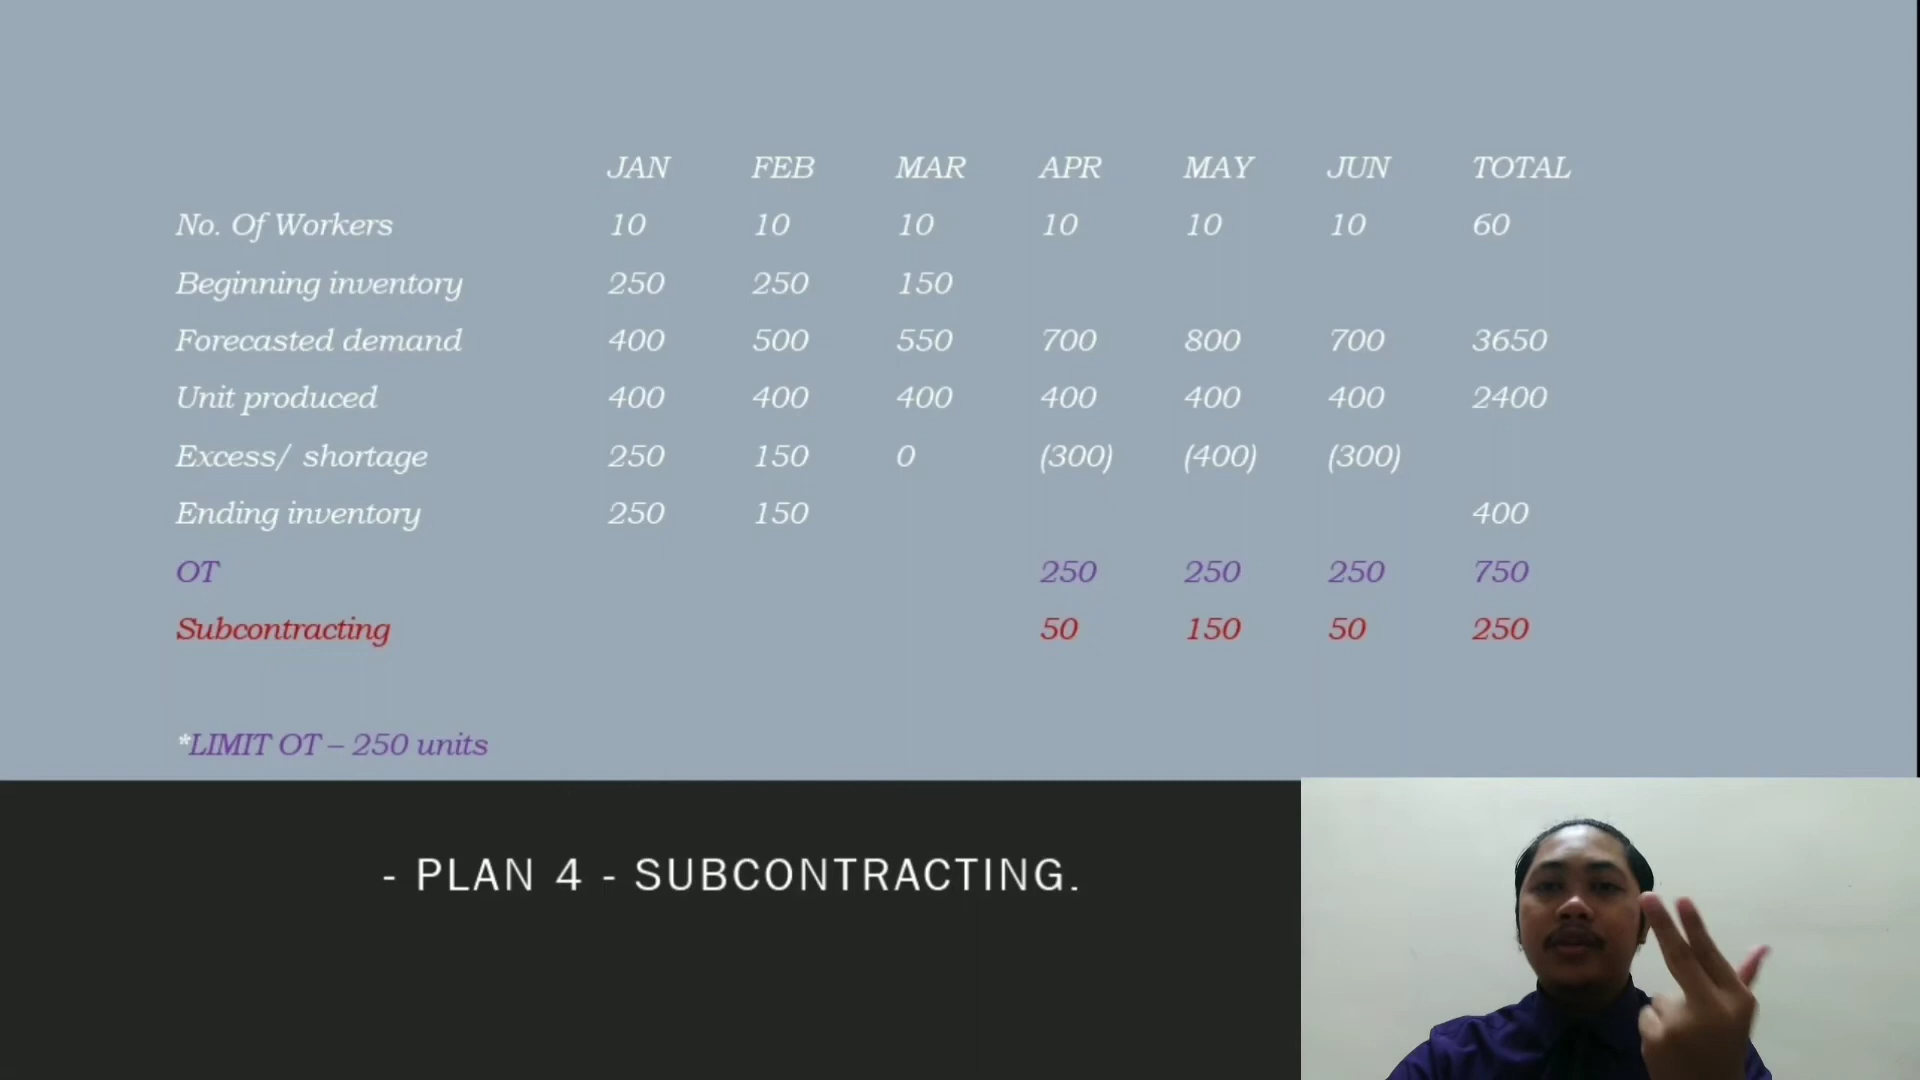 JAN FEB MAR APR MAY JUN TOTAL
No. Of Workers 10 10 10 10 10 10 60
Beginning inventory 250 250 150
Forecasted demand 400 500 550 700 800 700 3650
Unit produced 400 400 400 400 400 400 2400
Excess/ shortage 250 150 0 (300) (400) (300)
Ending inventory 250 150 400
OT 250 250 250 750
Subcontracting 50 150 50 250
*LIMIT OT – 250 units
- PLAN 4 - SUBCONTRACTING.